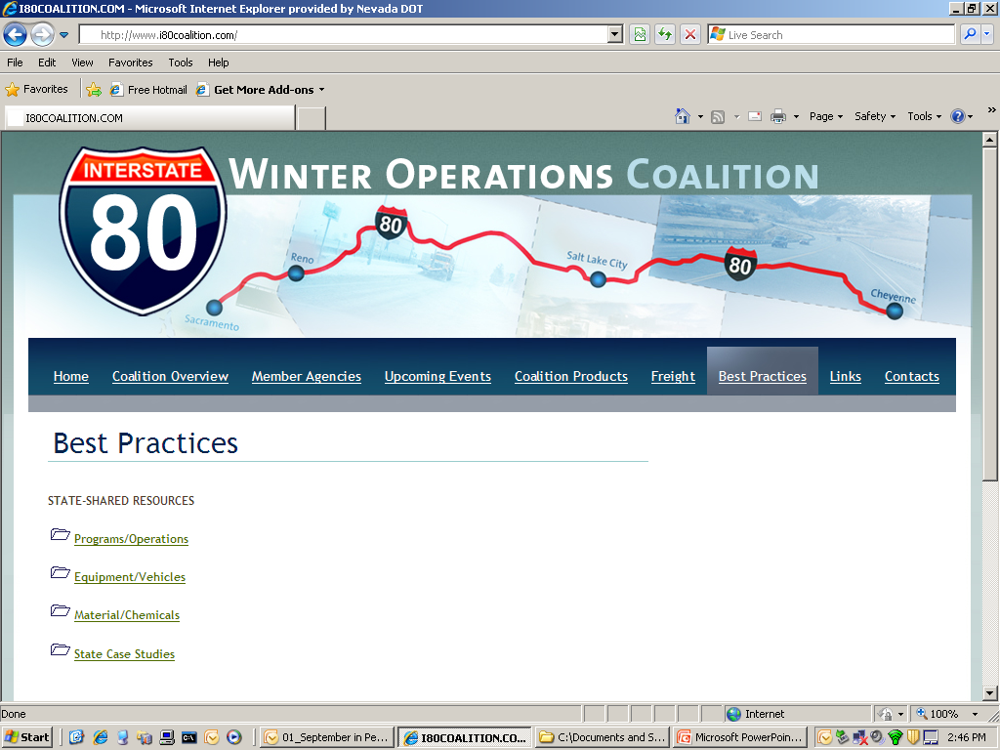 I80COALITION.COM - Microsoft Internet Explorer provided by Nevada DOT
http://www.i80coalition.com/
Live Search
File Edit View Favorites Tools Help
Favorites Free Hotmail Get More Add-ons
I80COALITION.COM
Page Safety Tools
INTERSTATE
80
WINTER OPERATIONS COALITION
80
Reno
Salt Lake City
80
Cheyenne
Sacramento
Home Coalition Overview Member Agencies Upcoming Events Coalition Products Freight Best Practices Links Contacts
Best Practices
STATE-SHARED RESOURCES
Programs/Operations
Equipment/Vehicles
Material/Chemicals
State Case Studies
Done Internet 100%
Start 01_September in Pe... I80COALITION.CO... C:\Documents and S... Microsoft PowerPoin... 2:46 PM